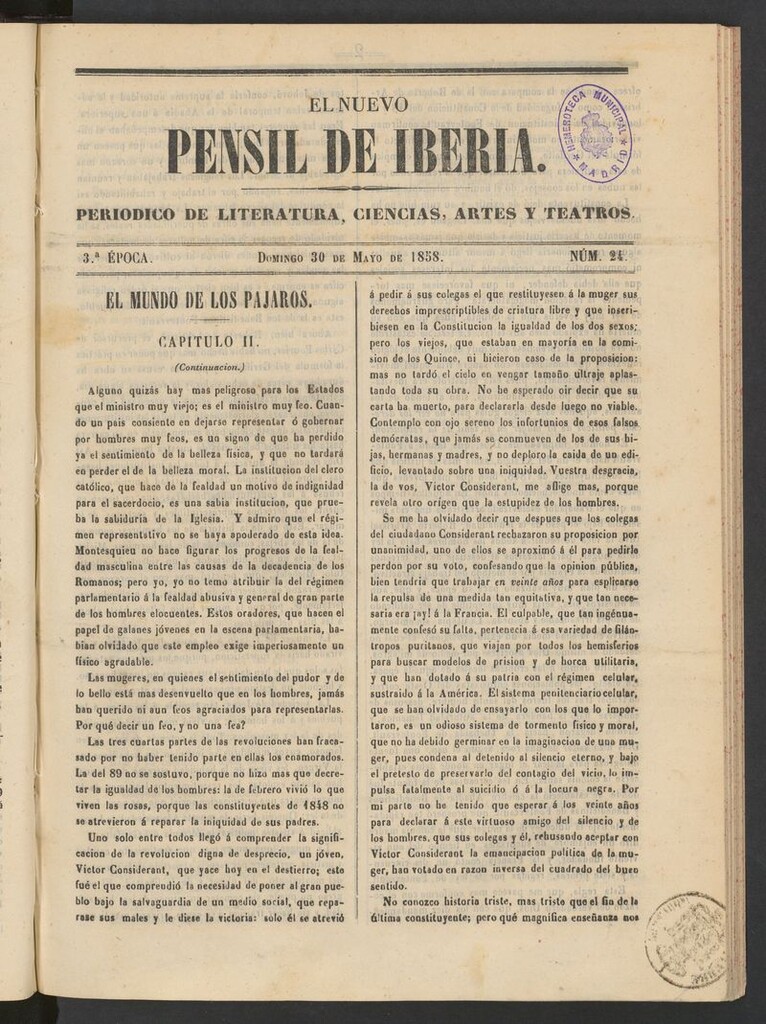 EL NUEVO
PENSIL DE IBERIA.
HEMEROTECA MUNICIPAL
MADRID
PERIODICO DE LITERATURA, CIENCIAS, ARTES Y TEATROS.
3.ª ÉPOCA. DOMINGO 30 DE MAYO DE 1858. NÚM. 24.
EL MUNDO DE LOS PAJAROS.
CAPITULO II.
(Continuacion.)
Alguno quizás hay mas peligroso para los Estados
que el ministro muy viejo; es el ministro muy feo. Cuan-
do un pais consiente en dejarse representar ó gobernar
por hombres muy feos, es un signo de que ha perdido
ya el sentimiento de la belleza física, y que no tardará
en perder el de la belleza moral. La institucion del clero
católico, que hace de la fealdad un motivo de indignidad
para el sacerdocio, es una sabia institucion, que prue-
ba la sabiduria de la Iglesia. Y admiro que el régi-
men representativo no se haya apoderado de esta idea.
Montesquieu no hace figurar los progresos de la feal-
dad masculina entre las causas de la decadencia de los
Romanos; pero yo, yo no temo atribuir la del régimen
parlamentario á la fealdad abusiva y general de gran parte
de los hombres elocuentes. Estos oradores, que hacen el
papel de galanes jóvenes en la escena parlamentaria, ha-
bian olvidado que este empleo exige imperiosamente un
físico agradable.
Las mugeres, en quienes el sentimiento del pudor y de
lo bello está mas desenvuelto que en los hombres, jamás
han querido ni aun feos agraciados para representarlas.
Por qué decir un feo, y no una fea?
Las tres cuartas partes de las revoluciones han fraca-
sado por no haber tenido parte en ellas los enamorados.
La del 89 no se sostuvo, porque no hizo mas que decre-
tar la igualdad de los hombres: la de febrero vivió lo que
viven las rosas, porque las constituyentes de 1848 no
se atrevieron á reparar la iniquidad de sus padres.
Uno solo entre todos llegó á comprender la signifi-
cacion de la revolucion digna de desprecio, un jóven,
Victor Considerant, que yace hoy en el destierro; este
fué el que comprendió la necesidad de poner al gran pue-
blo bajo la salvaguardia de un medio social, que repa-
rase sus males y le diese la victoria: solo él se atrevió
á pedir á sus colegas el que restituyesen á la muger sus
derechos imprescriptibles de criatura libre y que inscri-
biesen en la Constitucion la igualdad de los dos sexos;
pero los viejos, que estaban en mayoría en la comi-
sion de los Quince, ni hicieron caso de la proposicion:
mas no tardó el cielo en vengar tamaño ultraje aplas-
tando toda su obra. No he esperado oir decir que su
carta ha muerto, para declararla desde luego no viable.
Contemplo con ojo sereno los infortunios de esos falsos
demócratas, que jamás se conmueven de los de sus hi-
jas, hermanas y madres, y no deploro la caida de un edi-
ficio, levantado sobre una iniquidad. Vuestra desgracia,
la de vos, Victor Considerant, me aflige mas, porque
revela otro origen que la estupidez de los hombres.
Se me ha olvidado decir que despues que los colegas
del ciudadano Considerant rechazaron su proposicion por
unanimidad, uno de ellos se aproximó á él para pedirle
perdon por su voto, confesando que la opinion pública,
bien tendria que trabajar en veinte años para esplicarse
la repulsa de una medida tan equitativa, y que tan nece-
saria era ¡ay! á la Francia. El culpable, que tan ingénua-
mente confesó su falta, pertenecia á esa variedad de filán-
tropos puritanos, que viajan por todos los hemisferios
para buscar modelos de prision y de horca utilitaria,
y que han dotado á su patria con el régimen celular,
sustraido á la América. El sistema penitenciario celular,
que se han olvidado de ensayarlo con los que lo impor-
taron, es un odioso sistema de tormento físico y moral,
que no ha debido germinar en la imaginacion de una mu-
ger, pues condena al detenido al silencio eterno, y bajo
el pretesto de preservarlo del contagio del vicio, lo im-
pulsa fatalmente al suicidio ó á la locura negra. Por
mi parte no he tenido que esperar á los veinte años
para declarar á este virtuoso amigo del silencio y de
los hombres, que sus colegas y él, rehusando aceptar con
Victor Considerant la emancipacion politica de la mu-
ger, han votado en razon inversa del cuadrado del buen
sentido.
No conozco historia triste, mas triste que el fin de la
última constituyente; pero qué magnífica enseñanza nos